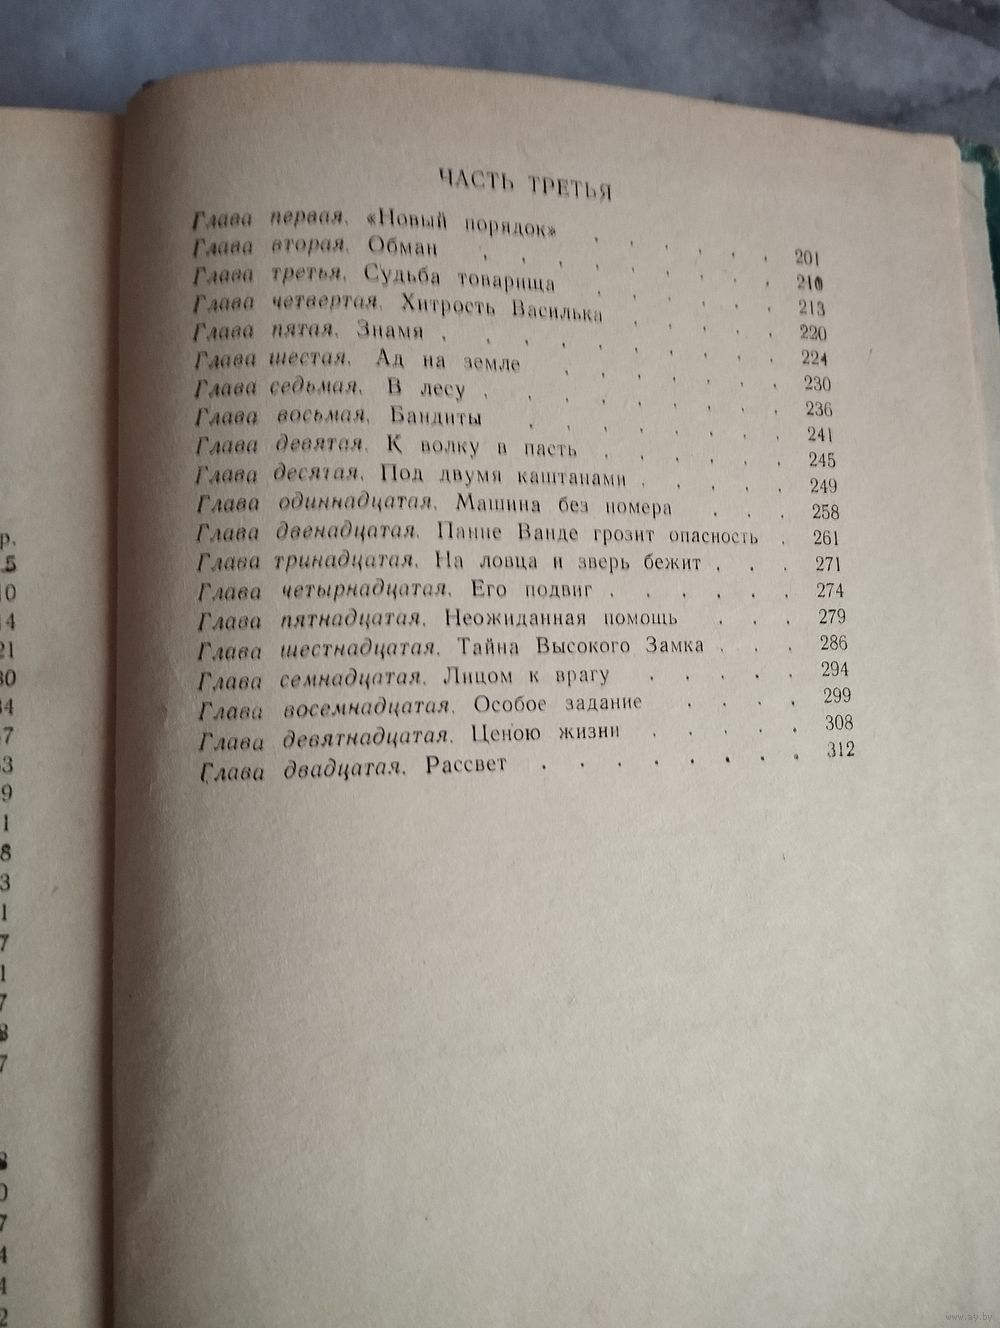 ЧАСТЬ ТРЕТЬЯ
Глава первая. «Новый порядок» . . . . . 201
Глава вторая. Обман . . . . . . . 210
Глава третья. Судьба товарища . . . . . 213
Глава четвертая. Хитрость Василька . . . . 220
Глава пятая. Знамя . . . . . . . . 224
Глава шестая. Ад на земле . . . . . . 230
Глава седьмая. В лесу . . . . . . . 236
Глава восьмая. Бандиты . . . . . . . 241
Глава девятая. К волку в пасть . . . . . 245
Глава десятая. Под двумя каштанами . . . . 249
Глава одиннадцатая. Машина без номера . . . 258
Глава двенадцатая. Панне Ванде грозит опасность . 261
Глава тринадцатая. На ловца и зверь бежит . . . 271
Глава четырнадцатая. Его подвиг . . . . . . 274
Глава пятнадцатая. Неожиданная помощь . . . 279
Глава шестнадцатая. Тайна Высокого Замка . . . 286
Глава семнадцатая. Лицом к врагу . . . . . 294
Глава восемнадцатая. Особое задание . . . . 299
Глава девятнадцатая. Ценою жизни . . . . . 308
Глава двадцатая. Рассвет . . . . . . . . 312
www.ay.by